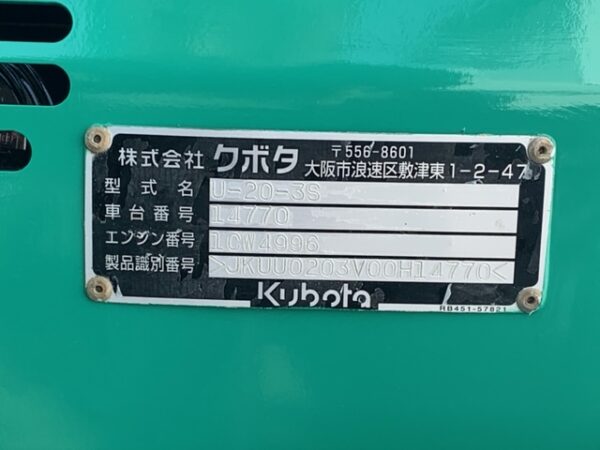 株式会社 クボタ 〒556-8601
大阪市浪速区敷津東1-2-47
型式名 U-20-3S
車台番号 14770
エンジン番号 1CW4996
製品識別番号 >JKUU0203V00H14770<
Kubota
RB451-57821